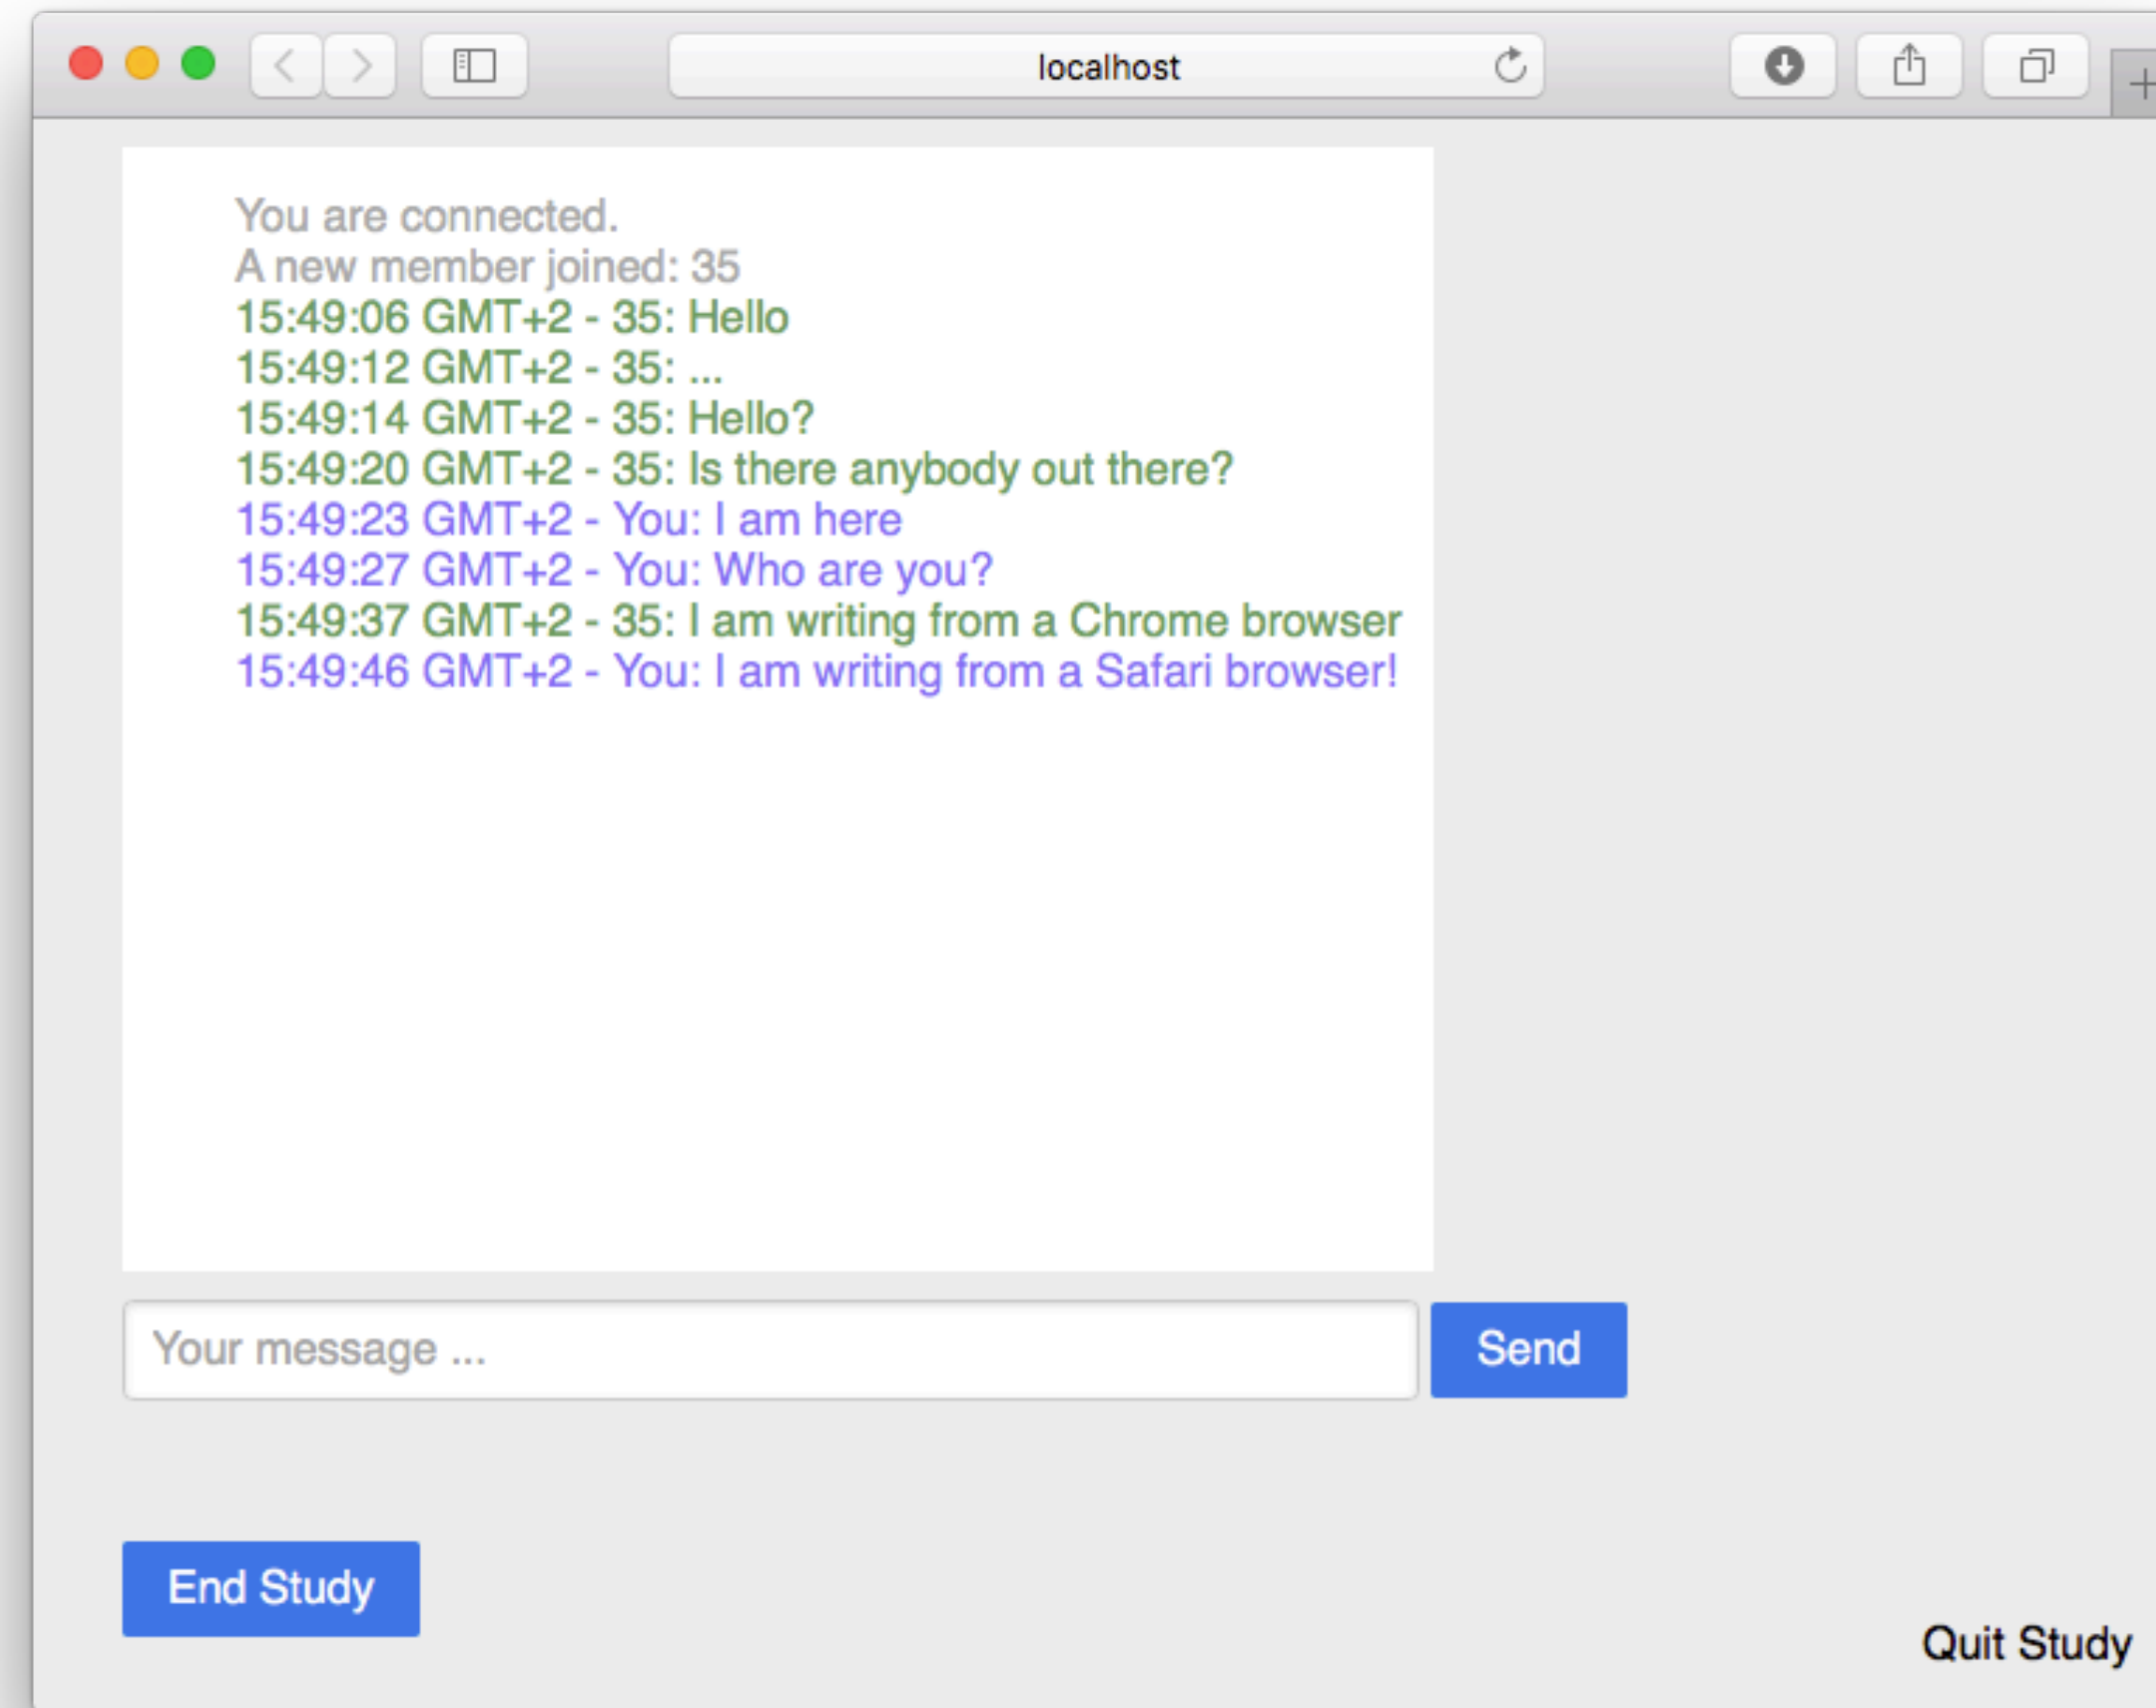 localhost
You are connected.
A new member joined: 35
15:49:06 GMT+2 - 35: Hello
15:49:12 GMT+2 - 35: ...
15:49:14 GMT+2 - 35: Hello?
15:49:20 GMT+2 - 35: Is there anybody out there?
15:49:23 GMT+2 - You: I am here
15:49:27 GMT+2 - You: Who are you?
15:49:37 GMT+2 - 35: I am writing from a Chrome browser
15:49:46 GMT+2 - You: I am writing from a Safari browser!
Your message ...
Send
End Study
Quit Study